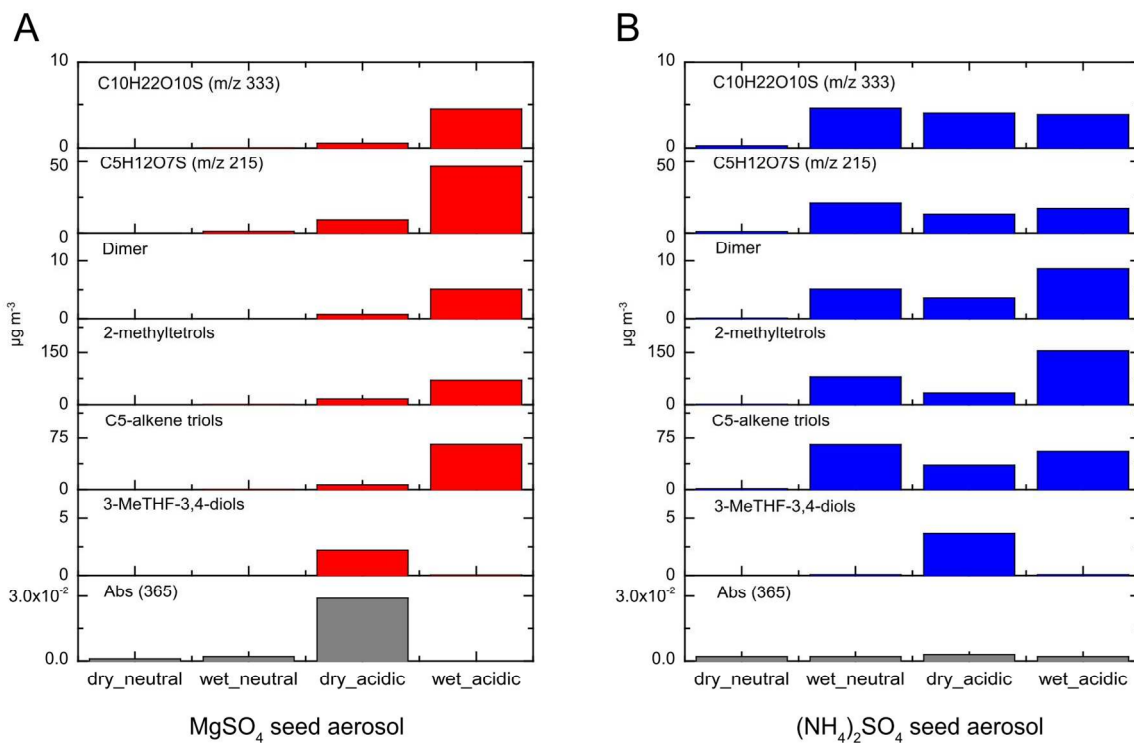 A
10
C10H22O10S (m/z 333)
0
50
C5H12O7S (m/z 215)
0
Dimer
10
0
2-methyltetrols
150
0
C5-alkene triols
75
0
3-MeTHF-3,4-diols
5
0
Abs (365)
3.0x10⁻²
0.0
µg m⁻³
dry_neutral wet_neutral dry_acidic wet_acidic
MgSO₄ seed aerosol
B
10
C10H22O10S (m/z 333)
0
50
C5H12O7S (m/z 215)
0
Dimer
10
0
2-methyltetrols
150
0
C5-alkene triols
75
0
3-MeTHF-3,4-diols
5
0
Abs (365)
3.0x10⁻²
0.0
µg m⁻³
dry_neutral wet_neutral dry_acidic wet_acidic
(NH₄)₂SO₄ seed aerosol